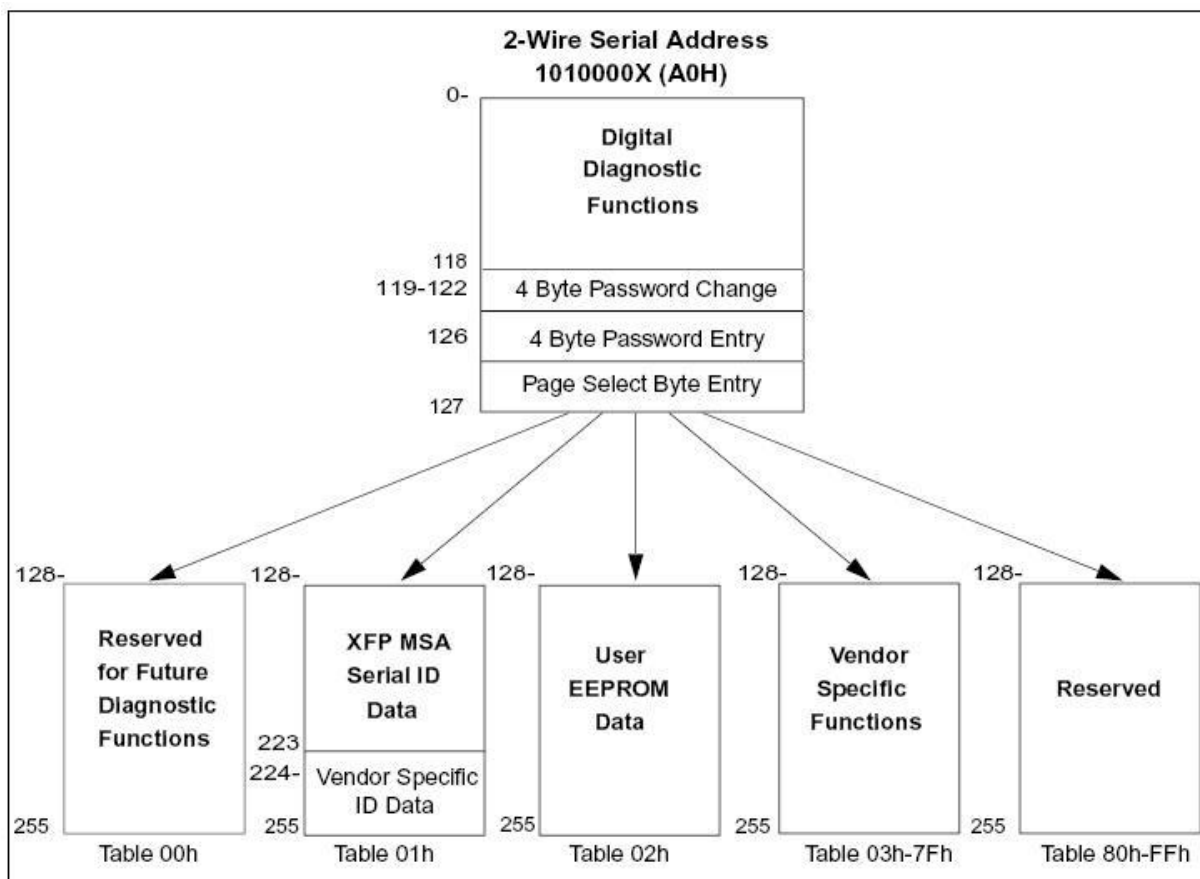 2-Wire Serial Address
1010000X (A0H)
0-
Digital
Diagnostic
Functions
118
119-122
4 Byte Password Change
126
4 Byte Password Entry
Page Select Byte Entry
127
128-
Reserved
for Future
Diagnostic
Functions
255
Table 00h
128-
XFP MSA
Serial ID
Data
223
224-
Vendor Specific
ID Data
255
Table 01h
128-
User
EEPROM
Data
255
Table 02h
128-
Vendor
Specific
Functions
255
Table 03h-7Fh
128-
Reserved
255
Table 80h-FFh